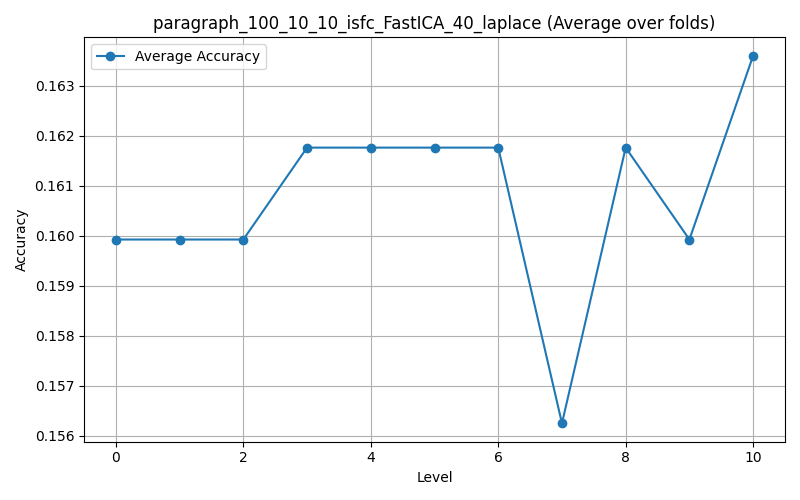 paragraph_100_10_10_isfc_FastICA_40_laplace (Average over folds)
Average Accuracy
0.163
0.162
0.161
0.160
0.159
0.158
0.157
0.156
Accuracy
0 2 4 6 8 10
Level